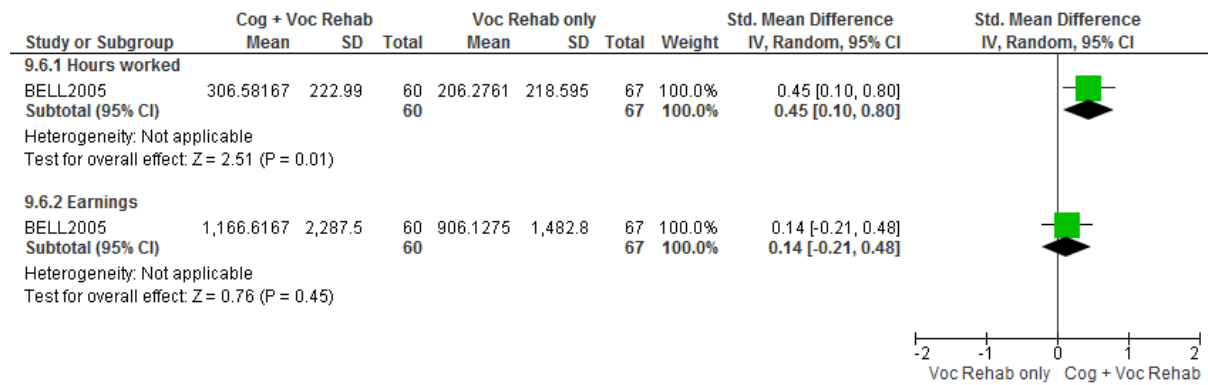 Cog + Voc Rehab Voc Rehab only Std. Mean Difference Std. Mean Difference
Study or Subgroup Mean SD Total Mean SD Total Weight IV, Random, 95% CI IV, Random, 95% CI
9.6.1 Hours worked
BELL2005 306.58167 222.99 60 206.2761 218.595 67 100.0% 0.45 [0.10, 0.80]
Subtotal (95% CI) 60 67 100.0% 0.45 [0.10, 0.80]
Heterogeneity: Not applicable
Test for overall effect: Z = 2.51 (P = 0.01)
9.6.2 Earnings
BELL2005 1,166.6167 2,287.5 60 906.1275 1,482.8 67 100.0% 0.14 [-0.21, 0.48]
Subtotal (95% CI) 60 67 100.0% 0.14 [-0.21, 0.48]
Heterogeneity: Not applicable
Test for overall effect: Z = 0.76 (P = 0.45)
-2 -1 0 1 2
Voc Rehab only Cog + Voc Rehab